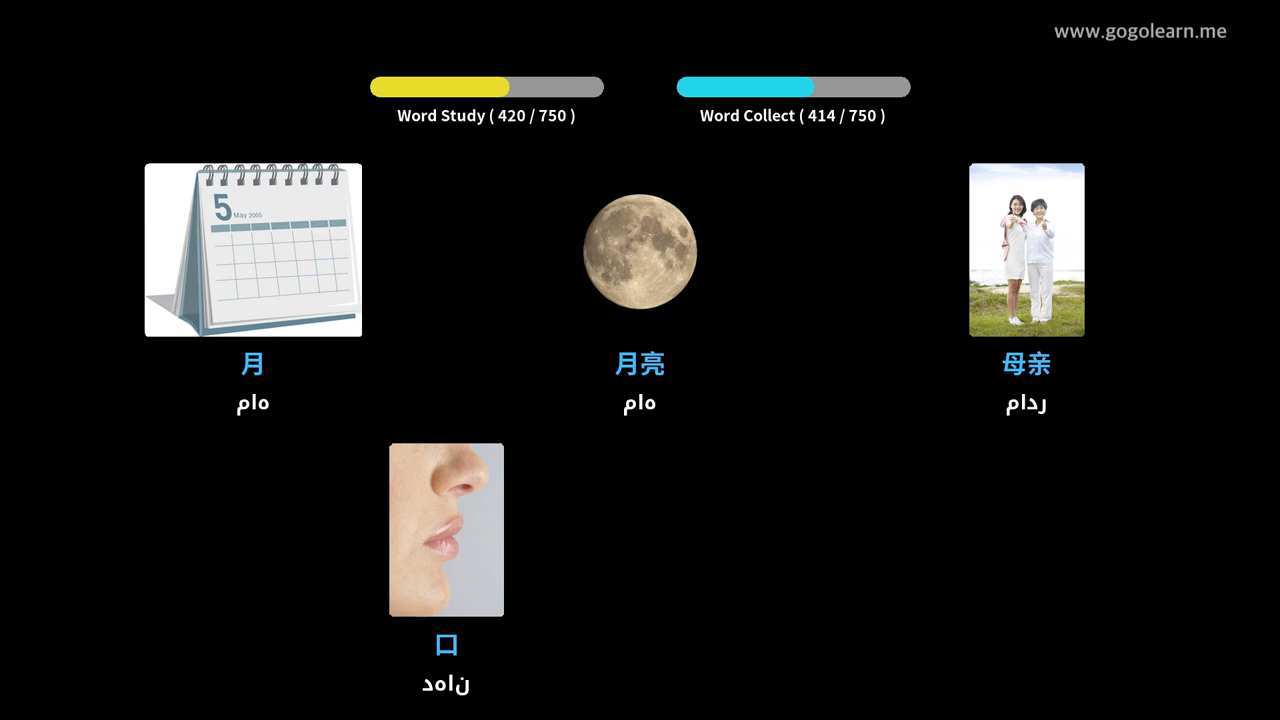 www.gogolearn.me
Word Study ( 420 / 750 )
Word Collect ( 414 / 750 )
5 May 2005
月
ماه
月亮
ماه
母亲
مادر
口
دهان